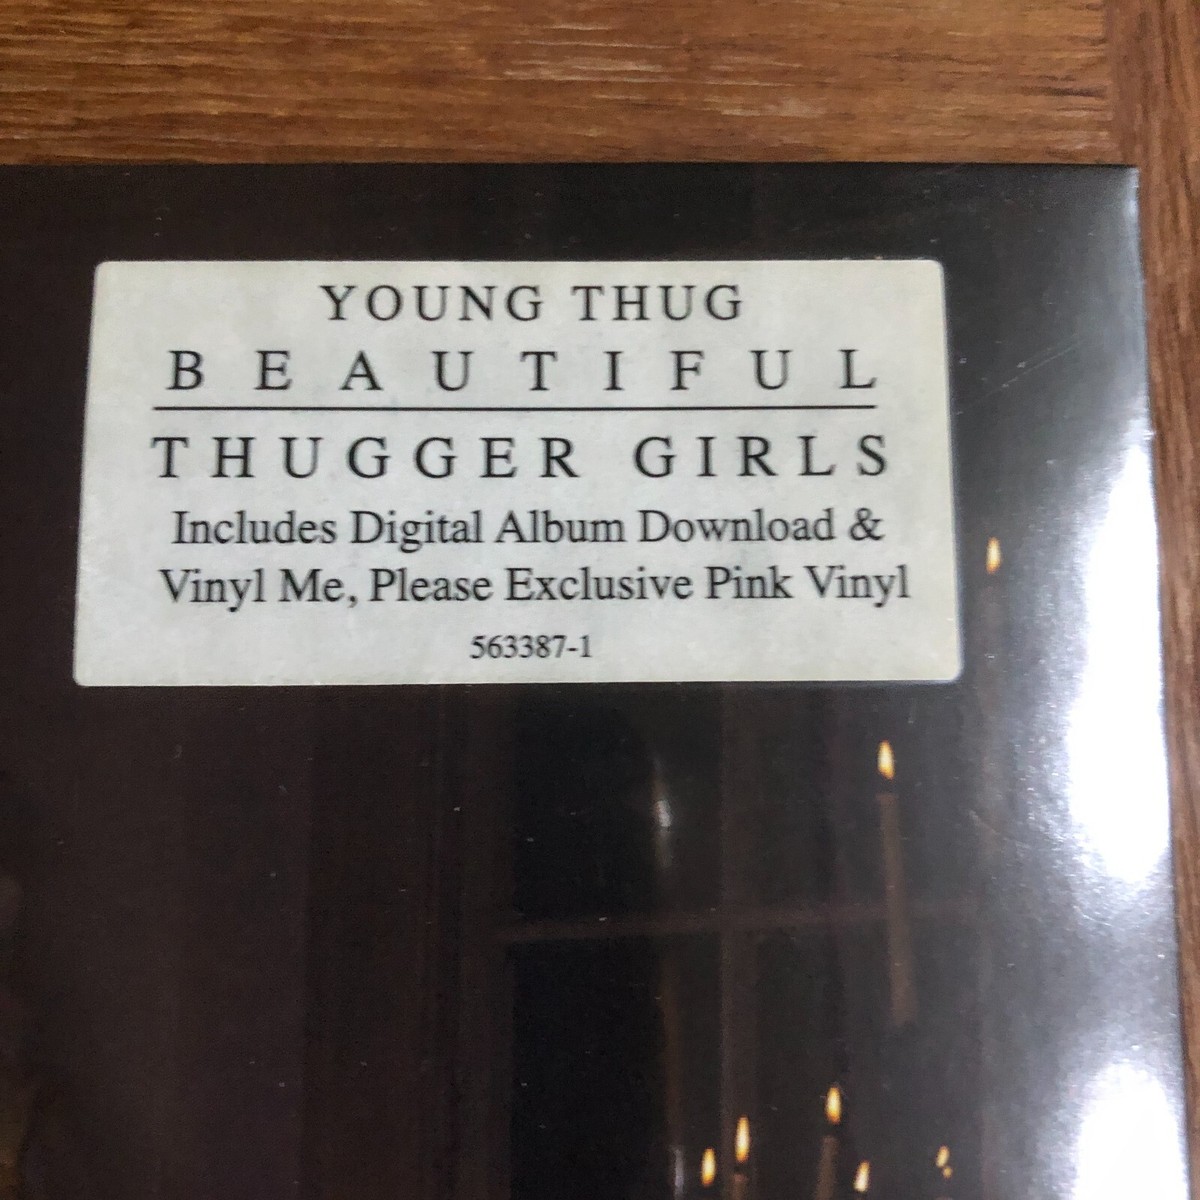 YOUNG THUG
BEAUTIFUL
THUGGER GIRLS
Includes Digital Album Download &
Vinyl Me, Please Exclusive Pink Vinyl
563387-1